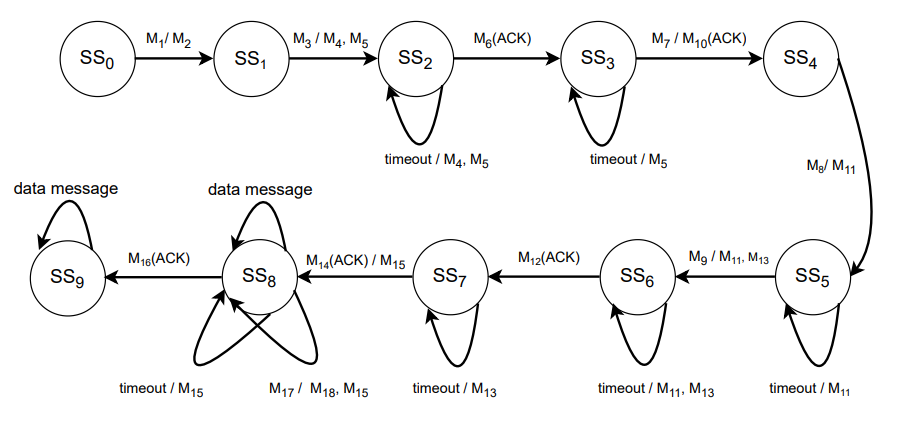 SS₀
M₁/ M₂
SS₁
M₃ / M₄, M₅
SS₂
M₆(ACK)
SS₃
M₇ / M₁₀(ACK)
SS₄
timeout / M₄, M₅
timeout / M₅
M₈/ M₁₁
data message
data message
SS₉
M₁₆(ACK)
SS₈
M₁₄(ACK) / M₁₅
SS₇
M₁₂(ACK)
SS₆
M₉ / M₁₁, M₁₃
SS₅
timeout / M₁₅
M₁₇ / M₁₈, M₁₅
timeout / M₁₃
timeout / M₁₁, M₁₃
timeout / M₁₁